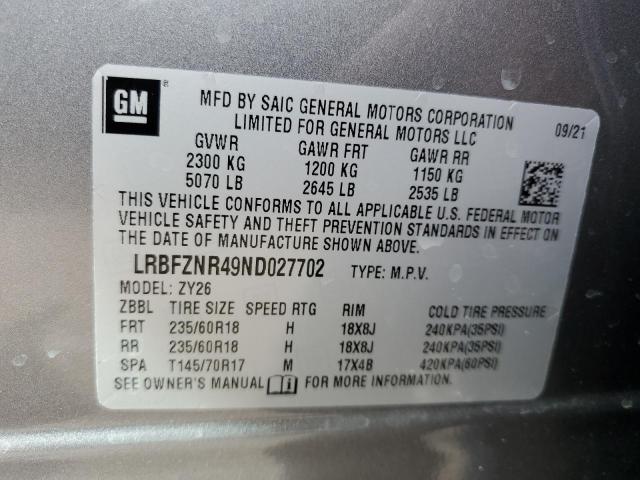 GM ®
MFD BY SAIC GENERAL MOTORS CORPORATION
LIMITED FOR GENERAL MOTORS LLC
09/21
GVWR GAWR FRT GAWR RR
2300 KG 1200 KG 1150 KG
5070 LB 2645 LB 2535 LB
THIS VEHICLE CONFORMS TO ALL APPLICABLE U.S. FEDERAL MOTOR
VEHICLE SAFETY AND THEFT PREVENTION STANDARDS IN EFFECT ON
THE DATE OF MANUFACTURE SHOWN ABOVE.
LRBFZNR49ND027702 TYPE: M.P.V.
MODEL: ZY26
ZBBL TIRE SIZE SPEED RTG RIM COLD TIRE PRESSURE
FRT 235/60R18 H 18X8J 240KPA(35PSI)
RR 235/60R18 H 18X8J 240KPA(35PSI)
SPA T145/70R17 M 17X4B 420KPA(60PSI)
SEE OWNER'S MANUAL FOR MORE INFORMATION.